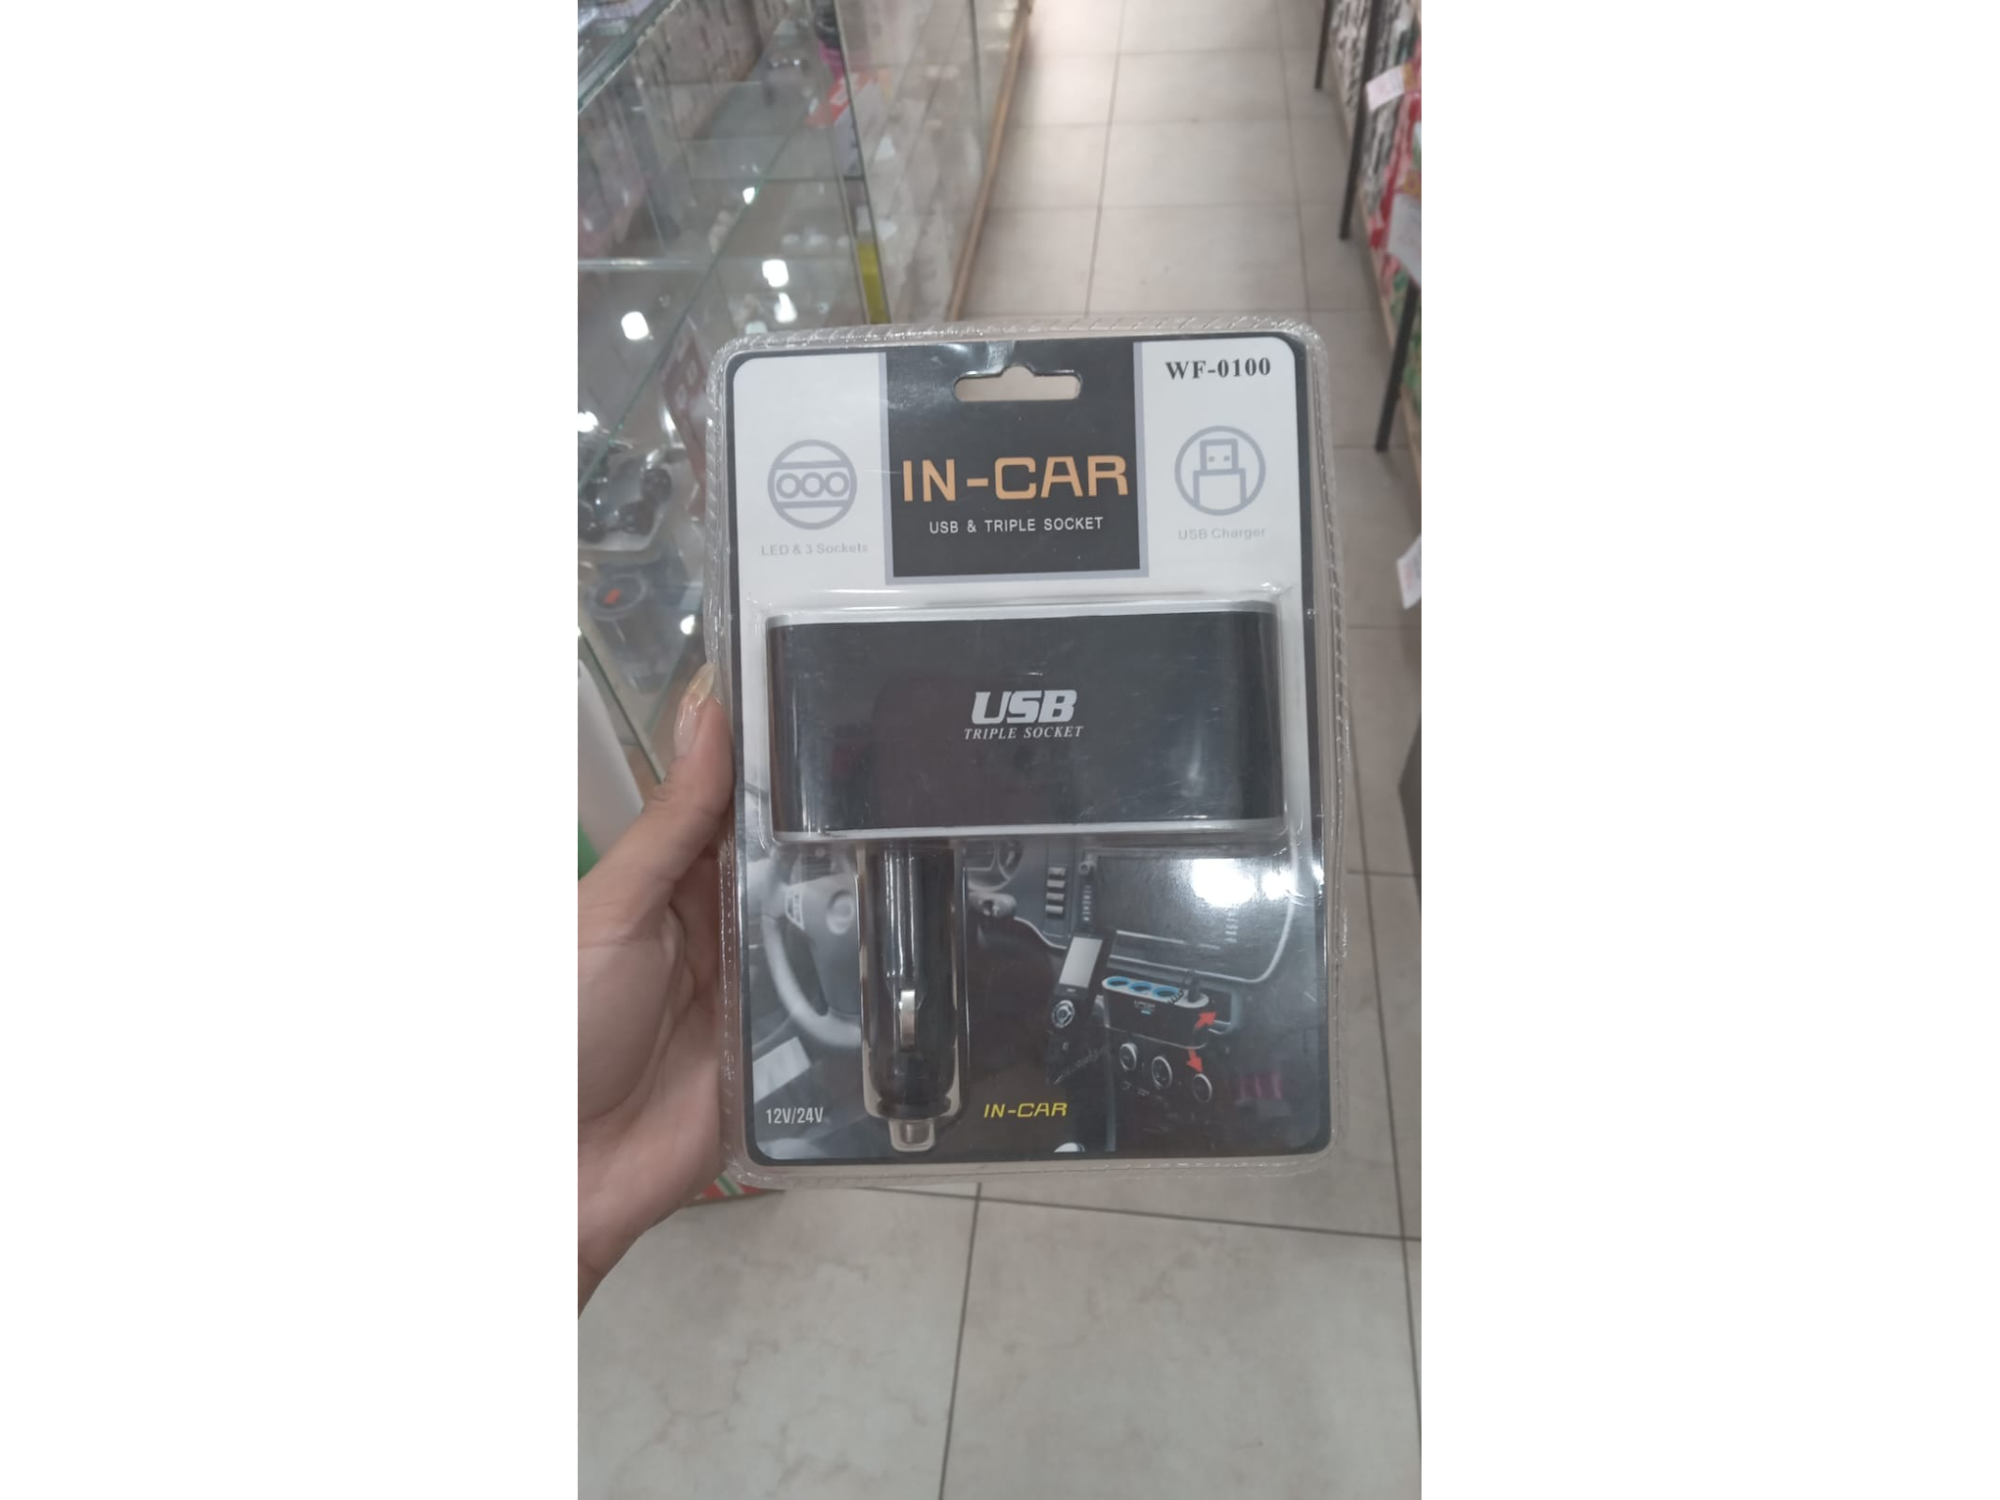 WF-0100
IN-CAR
USB & TRIPLE SOCKET
LED & 3 Sockets
USB Charger
USB
TRIPLE SOCKET
12V/24V
IN-CAR